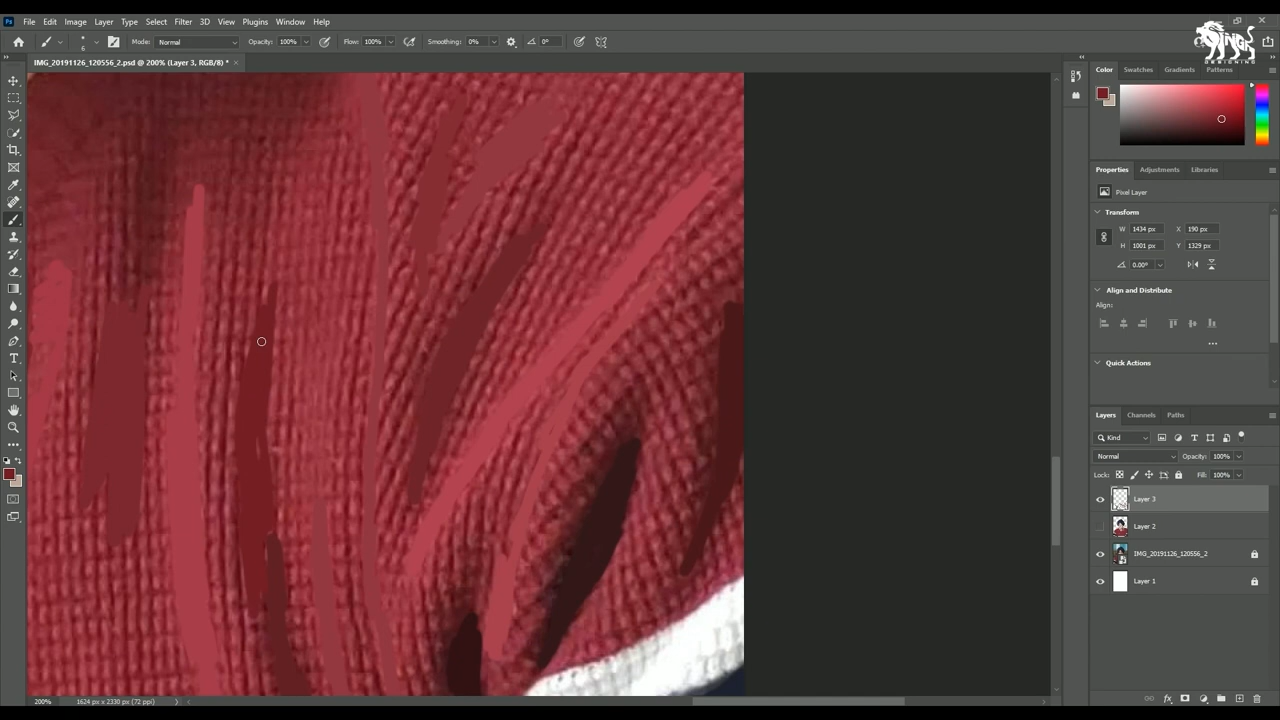 Ps File Edit Image Layer Type Select Filter 3D View Plugins Window Help
6 Mode: Normal Opacity: 100% Flow: 100% Smoothing: 0% 0°
DESIGNING
IMG_20191126_120556_2.psd @ 200% (Layer 3, RGB/8) *
Color Swatches Gradients Patterns
Properties Adjustments Libraries
Pixel Layer
Transform
W 1434 px X 190 px
H 1001 px Y 1329 px
0.00°
Align and Distribute
Align:
Quick Actions
Layers Channels Paths
Kind
Normal Opacity: 100%
Lock: Fill: 100%
Layer 3
Layer 2
IMG_20191126_120556_2
Layer 1
200% 1624 px x 2330 px (72 ppi)